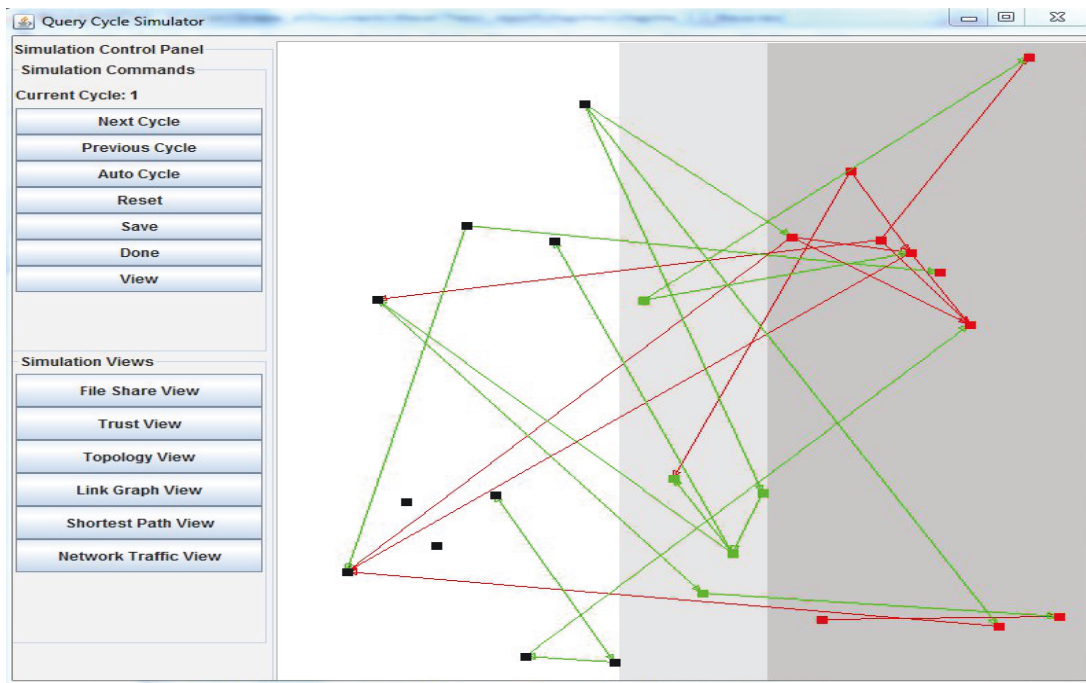 Query Cycle Simulator
Simulation Control Panel
Simulation Commands
Current Cycle: 1
Next Cycle
Previous Cycle
Auto Cycle
Reset
Save
Done
View
Simulation Views
File Share View
Trust View
Topology View
Link Graph View
Shortest Path View
Network Traffic View